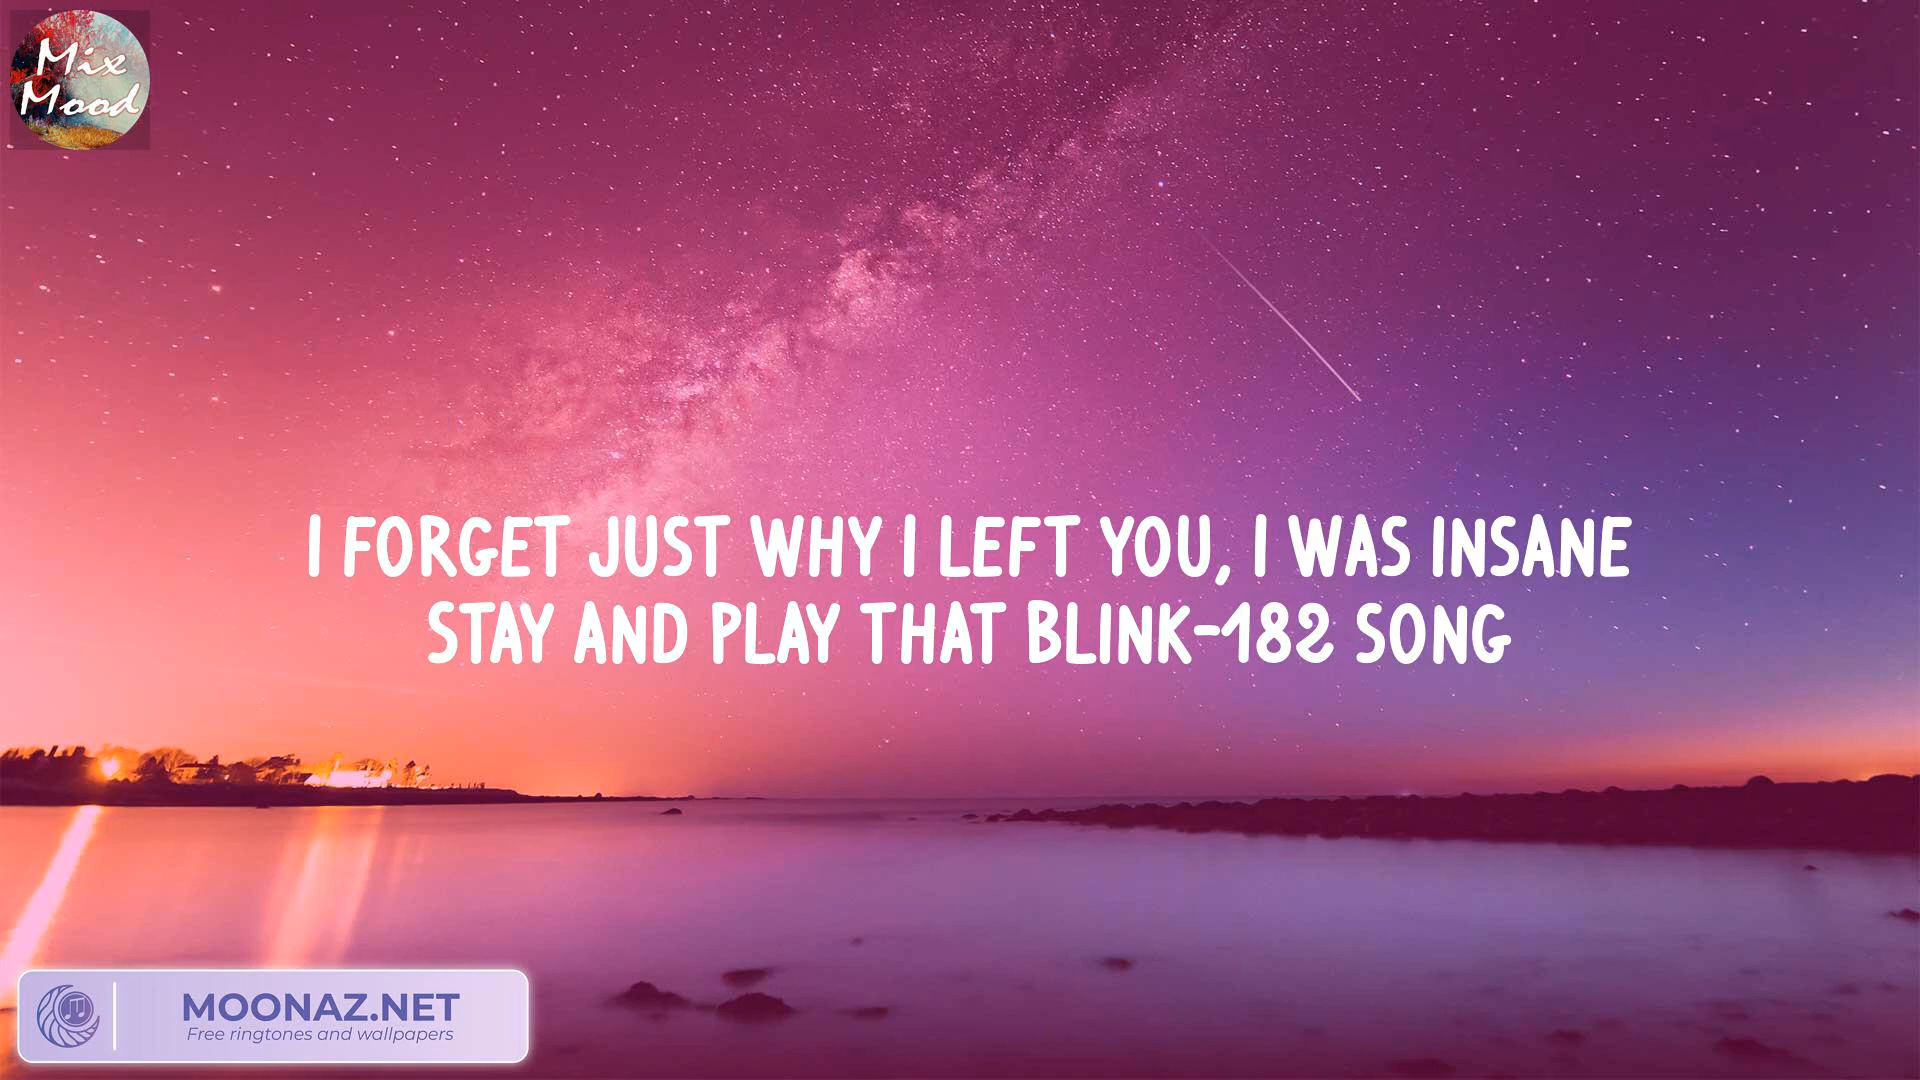 Mix
Mood
I FORGET JUST WHY I LEFT YOU, I WAS INSANE
STAY AND PLAY THAT BLINK-182 SONG
MOONAZ.NET
Free ringtones and wallpapers